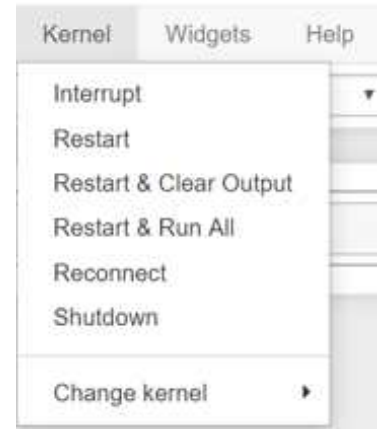 Kernel Widgets Help
Interrupt
Restart
Restart & Clear Output
Restart & Run All
Reconnect
Shutdown
Change kernel